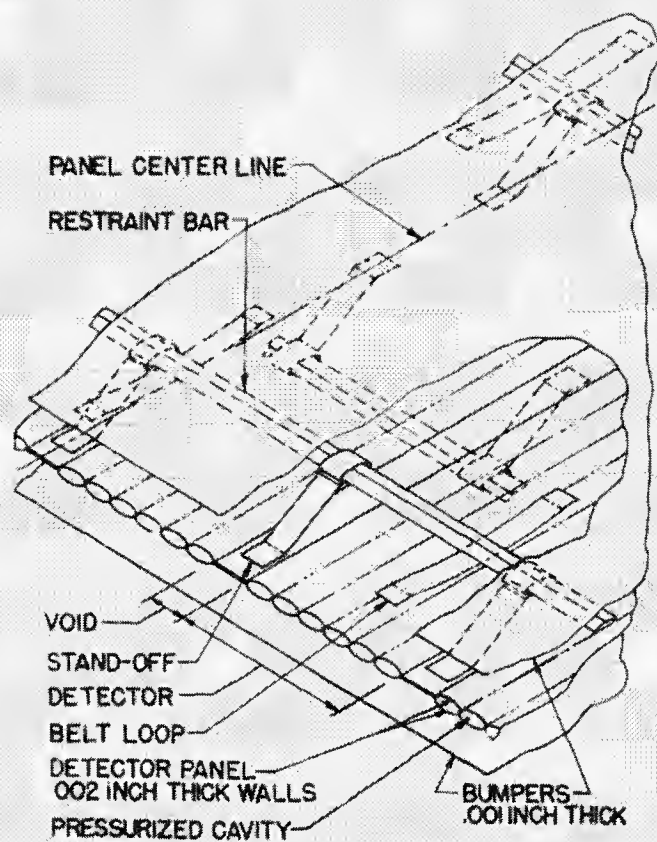 PANEL CENTER LINE
RESTRAINT BAR
VOID
STAND-OFF
DETECTOR
BELT LOOP
DETECTOR PANEL
.002 INCH THICK WALLS
PRESSURIZED CAVITY
BUMPERS
.001 INCH THICK